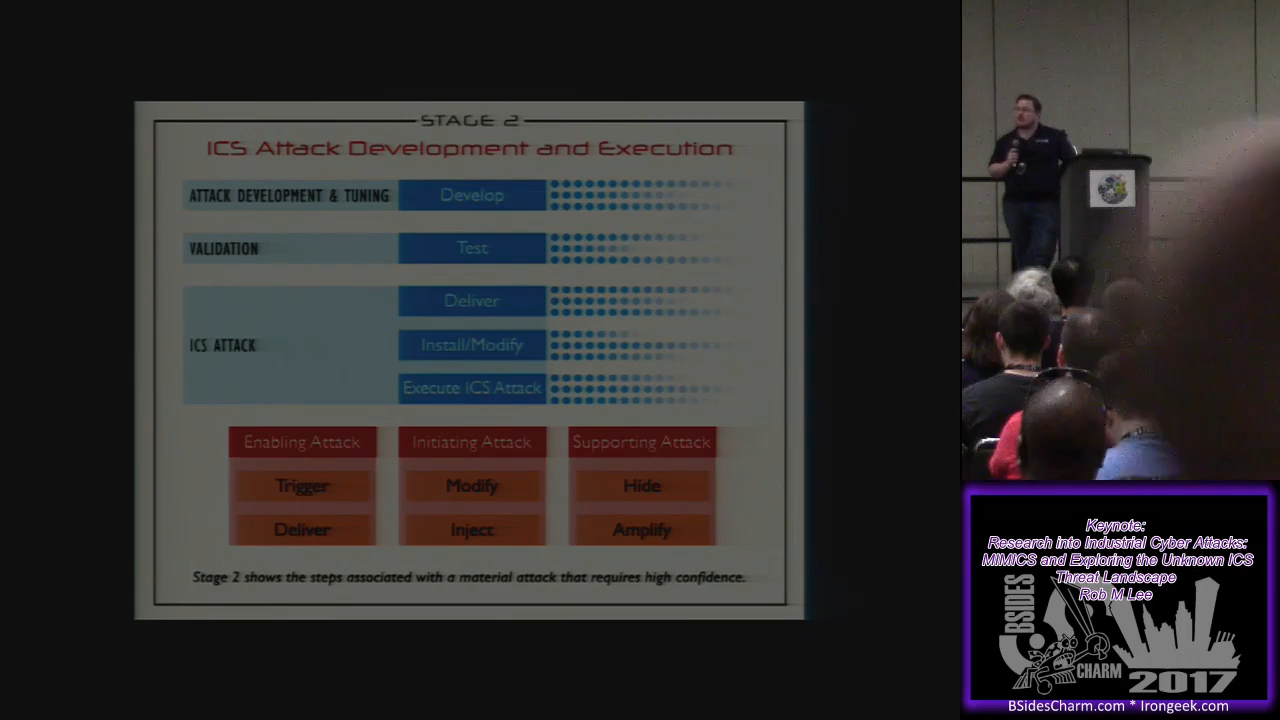 STAGE 2
ICS Attack Development and Execution
ATTACK DEVELOPMENT & TUNING
Develop
VALIDATION
Test
ICS ATTACK
Deliver
Install/Modify
Execute ICS Attack
Enabling Attack
Initiating Attack
Supporting Attack
Trigger
Modify
Hide
Deliver
Inject
Amplify
Stage 2 shows the steps associated with a material attack that requires high confidence.
Keynote:
Research into Industrial Cyber Attacks:
MIMICS and Exploring the Unknown ICS
Threat Landscape
Rob M Lee
BSIDES
CHARM
2017
BSidesCharm.com * Irongeek.com